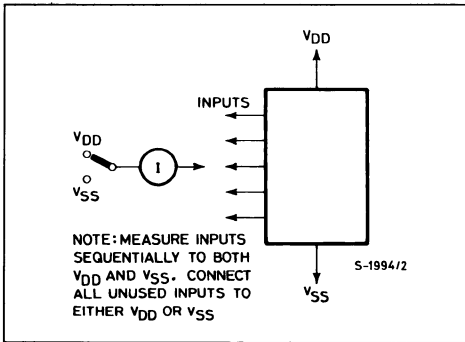 VDD
INPUTS
VDD
I
VSS
NOTE: MEASURE INPUTS
SEQUENTIALLY TO BOTH
VDD AND VSS. CONNECT
ALL UNUSED INPUTS TO
EITHER VDD OR VSS
S-1994/2
VSS